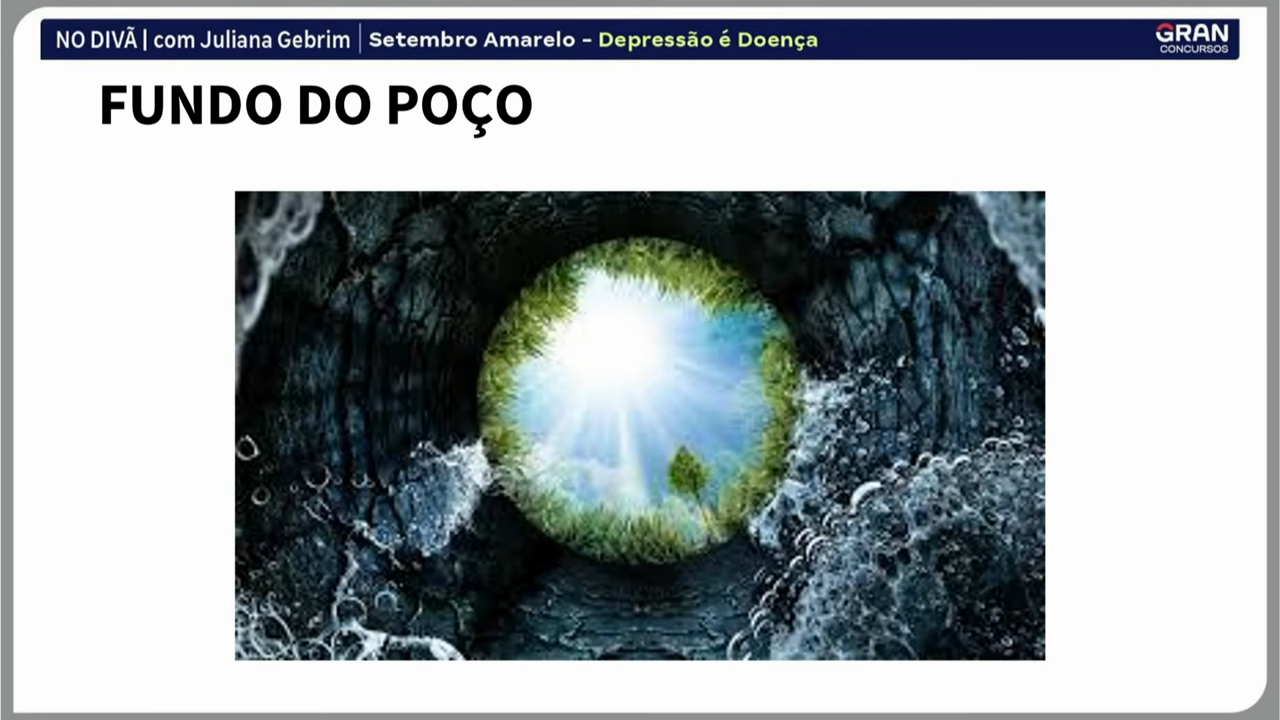 NO DIVÃ | com Juliana Gebrim | Setembro Amarelo – Depressão é Doença
GRAN
CONCURSOS
FUNDO DO POÇO